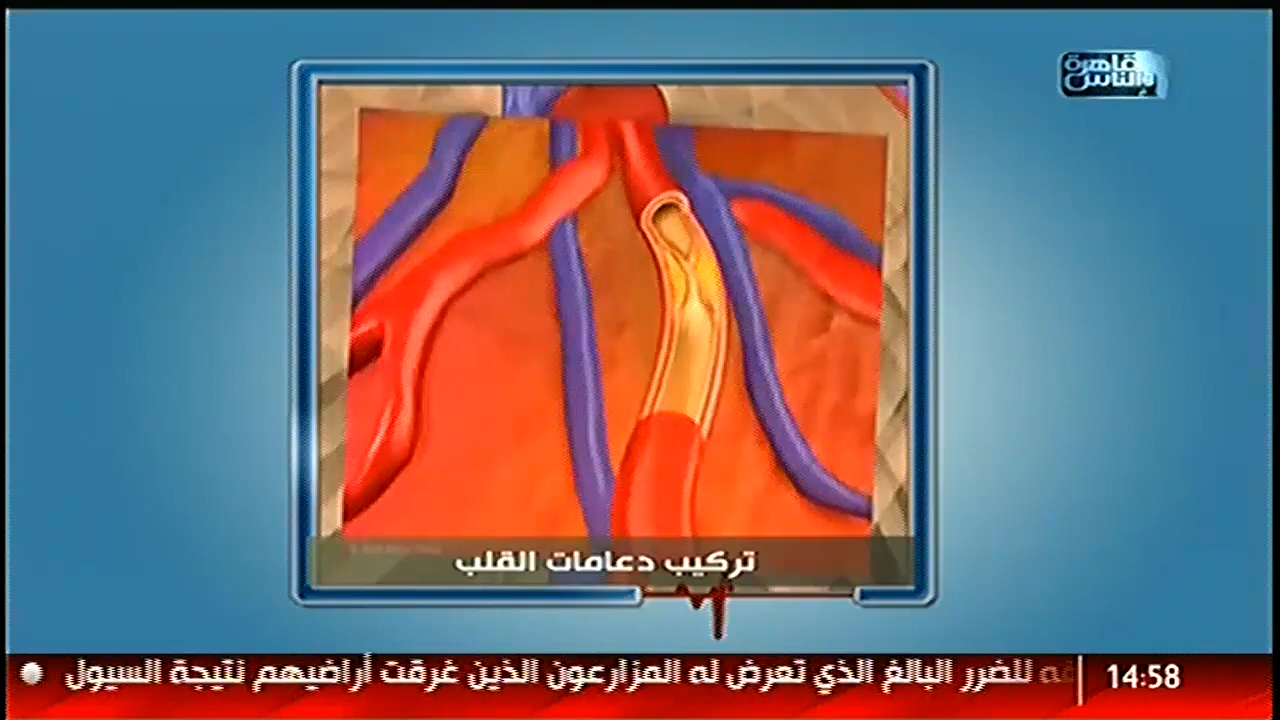 القاهرة
والناس
تركيب دعامات القلب
للضرر البالغ الذي تعرض له المزارعون الذين غرقت أراضيهم نتيجة السيول
14:58